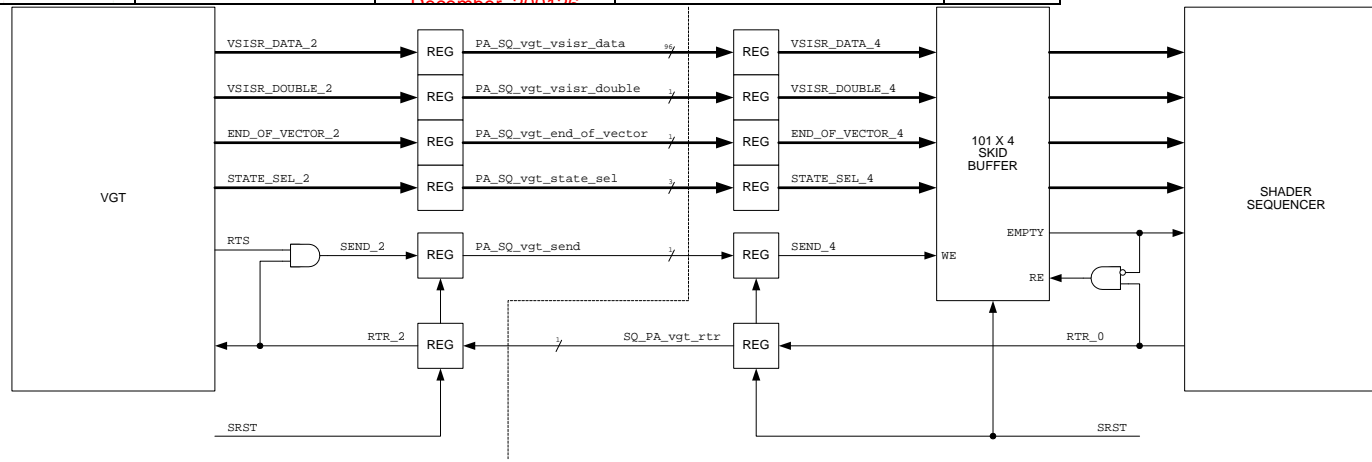 VSISR_DATA_2 REG PA_SQ_vgt_vsisr_data 96 REG VSISR_DATA_4
VSISR_DOUBLE_2 REG PA_SQ_vgt_vsisr_double 1 REG VSISR_DOUBLE_4
END_OF_VECTOR_2 REG PA_SQ_vgt_end_of_vector 1 REG END_OF_VECTOR_4
101 X 4
SKID
BUFFER
STATE_SEL_2 REG PA_SQ_vgt_state_sel 3 REG STATE_SEL_4
VGT
SHADER
SEQUENCER
RTS
SEND_2 REG PA_SQ_vgt_send 1 REG SEND_4
EMPTY
WE
RE
RTR_2 REG 1 SQ_PA_vgt_rtr REG RTR_0
SRST SRST